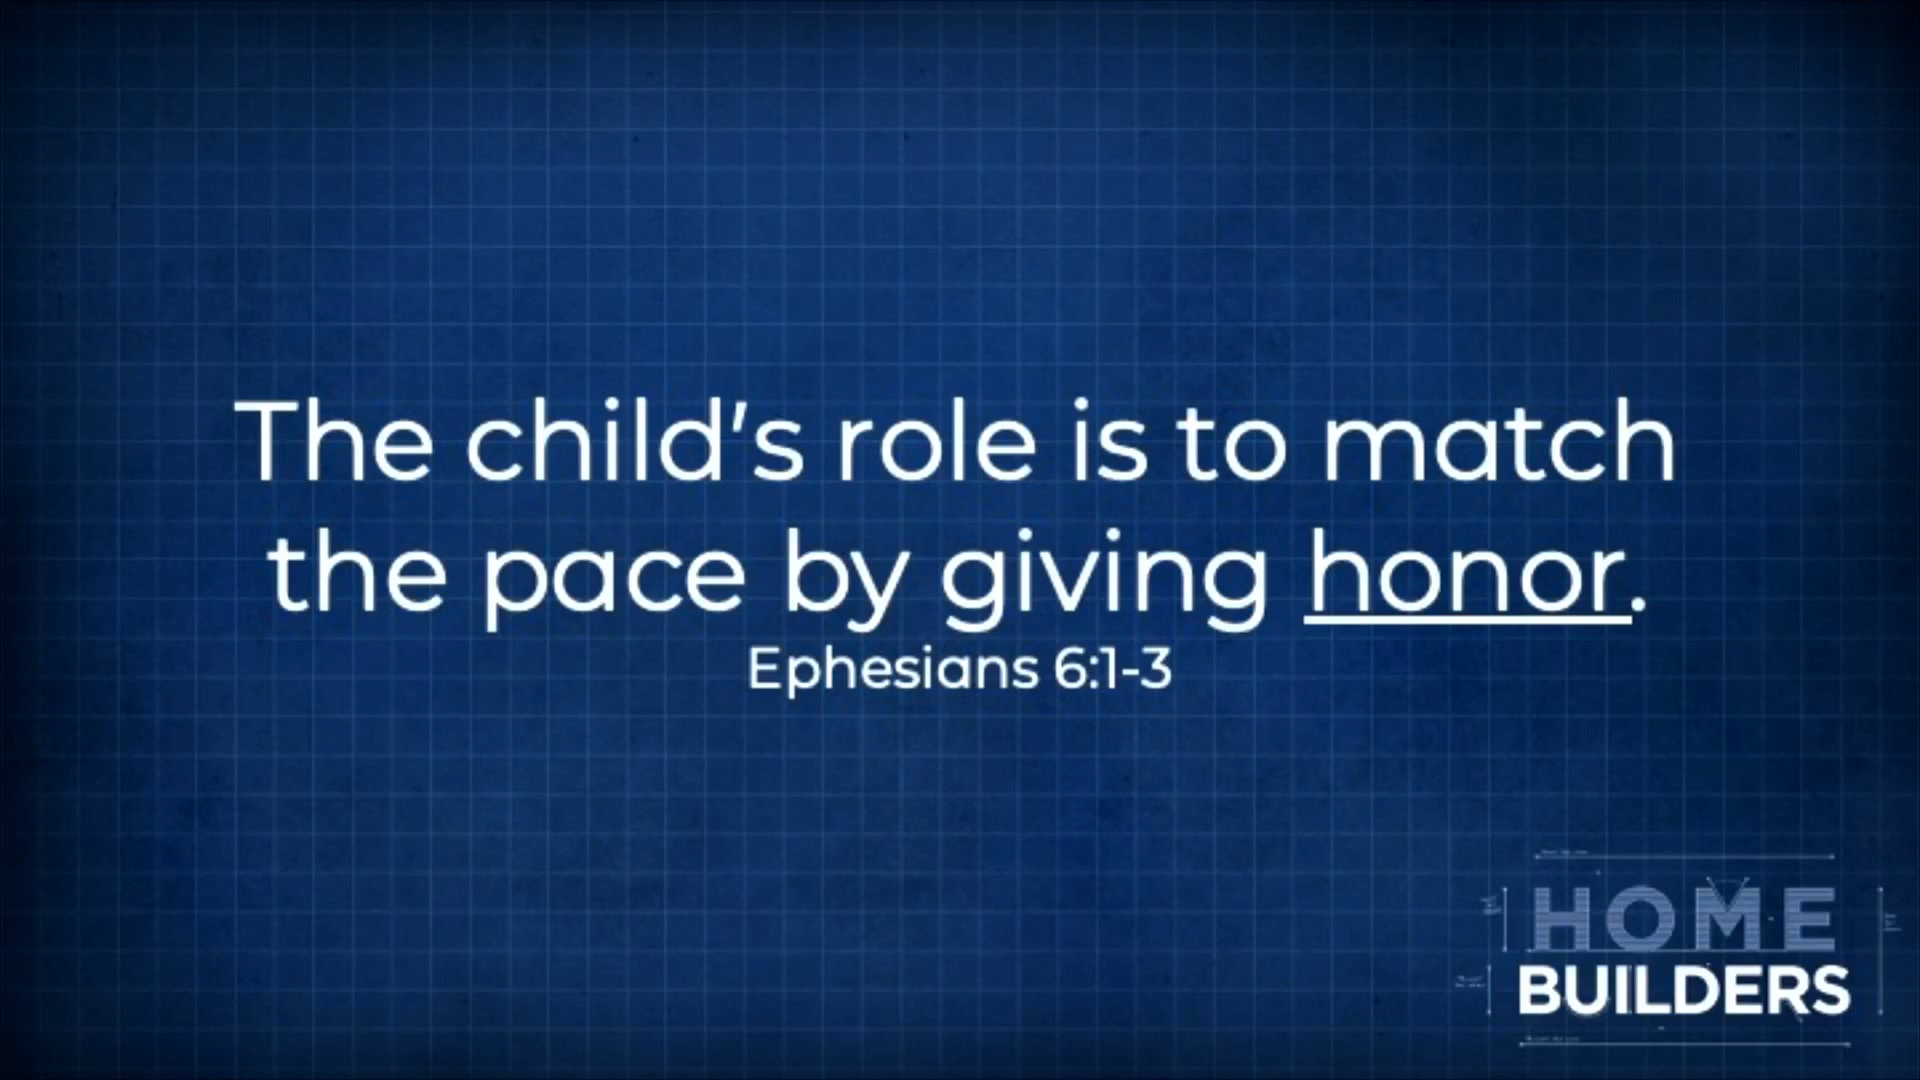 The child's role is to match
the pace by giving honor.
Ephesians 6:1-3
HOME
BUILDERS